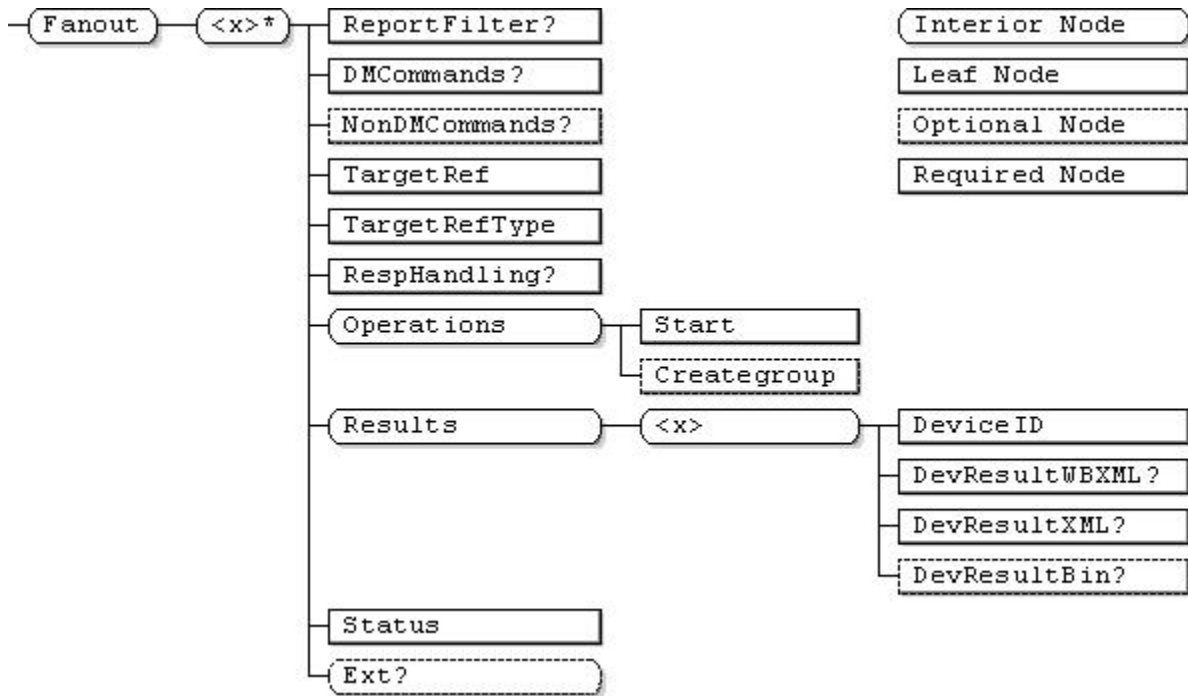 Fanout <x>* ReportFilter? Interior Node
DMCommands? Leaf Node
NonDMCommands? Optional Node
TargetRef Required Node
TargetRefType
RespHandling?
Operations Start
Creategroup
Results <x> DeviceID
DevResultWBXML?
DevResultXML?
DevResultBin?
Status
Ext?